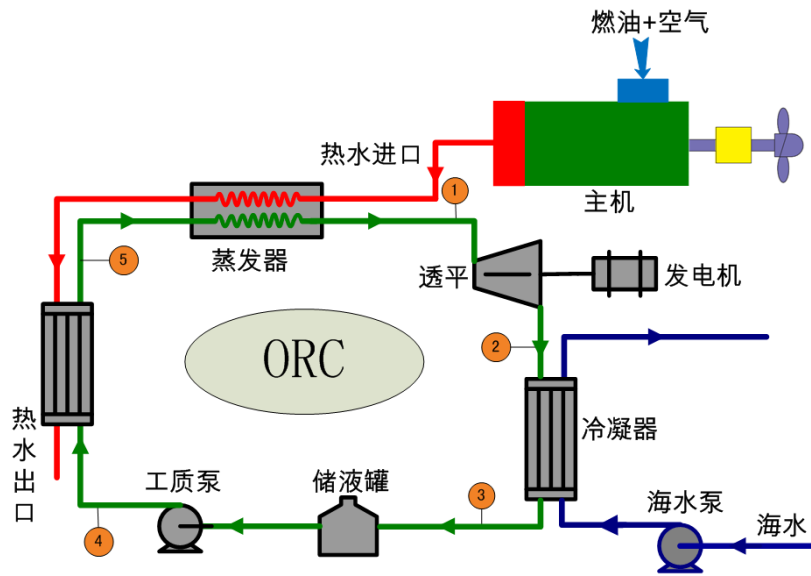 燃油+空气
热水进口
主机
1
蒸发器
5
透平
发电机
2
ORC
冷凝器
热水出口
工质泵
储液罐
3
海水泵
海水
4